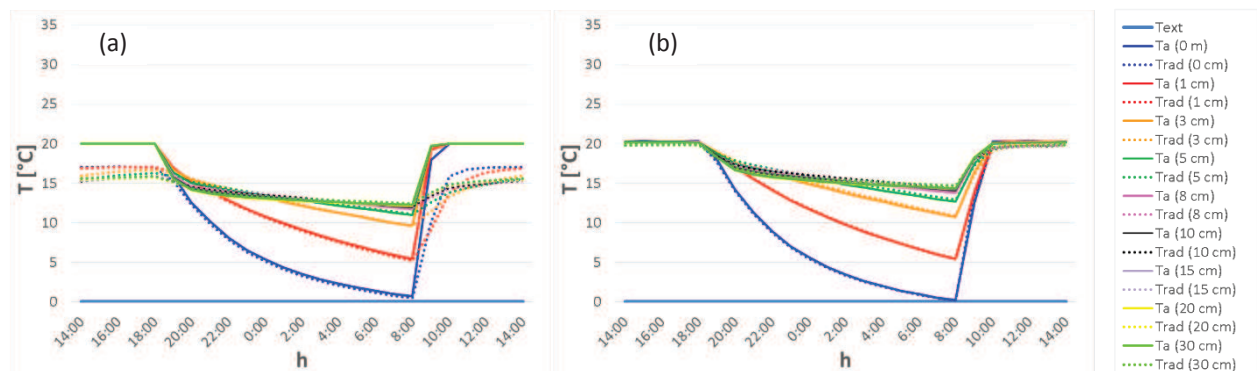 (a)
T [°C]
35
30
25
20
15
10
5
0
14:00
16:00
18:00
20:00
22:00
0:00
2:00
4:00
6:00
8:00
10:00
12:00
14:00
h
(b)
T [°C]
35
30
25
20
15
10
5
0
14:00
16:00
18:00
20:00
22:00
0:00
2:00
4:00
6:00
8:00
10:00
12:00
14:00
h
Text
Ta (0 m)
Trad (0 cm)
Ta (1 cm)
Trad (1 cm)
Ta (3 cm)
Trad (3 cm)
Ta (5 cm)
Trad (5 cm)
Ta (8 cm)
Trad (8 cm)
Ta (10 cm)
Trad (10 cm)
Ta (15 cm)
Trad (15 cm)
Ta (20 cm)
Trad (20 cm)
Ta (30 cm)
Trad (30 cm)